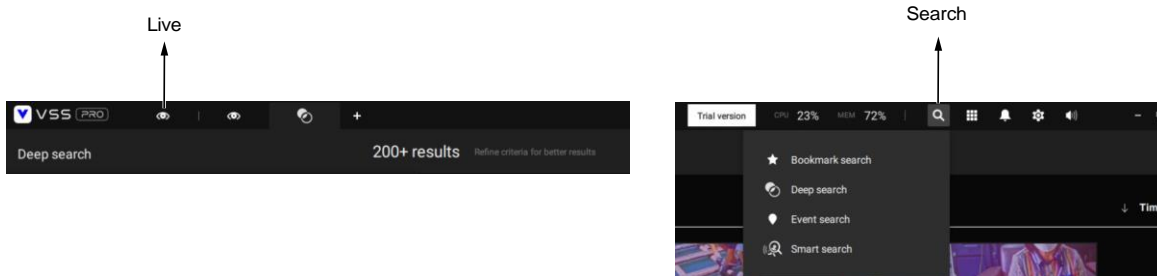 Live
VSS PRO
Deep search
200+ results Refine criteria for better results
Search
Trial version CPU 23% MEM 72%
Bookmark search
Deep search
Event search
Smart search
↓ Tim